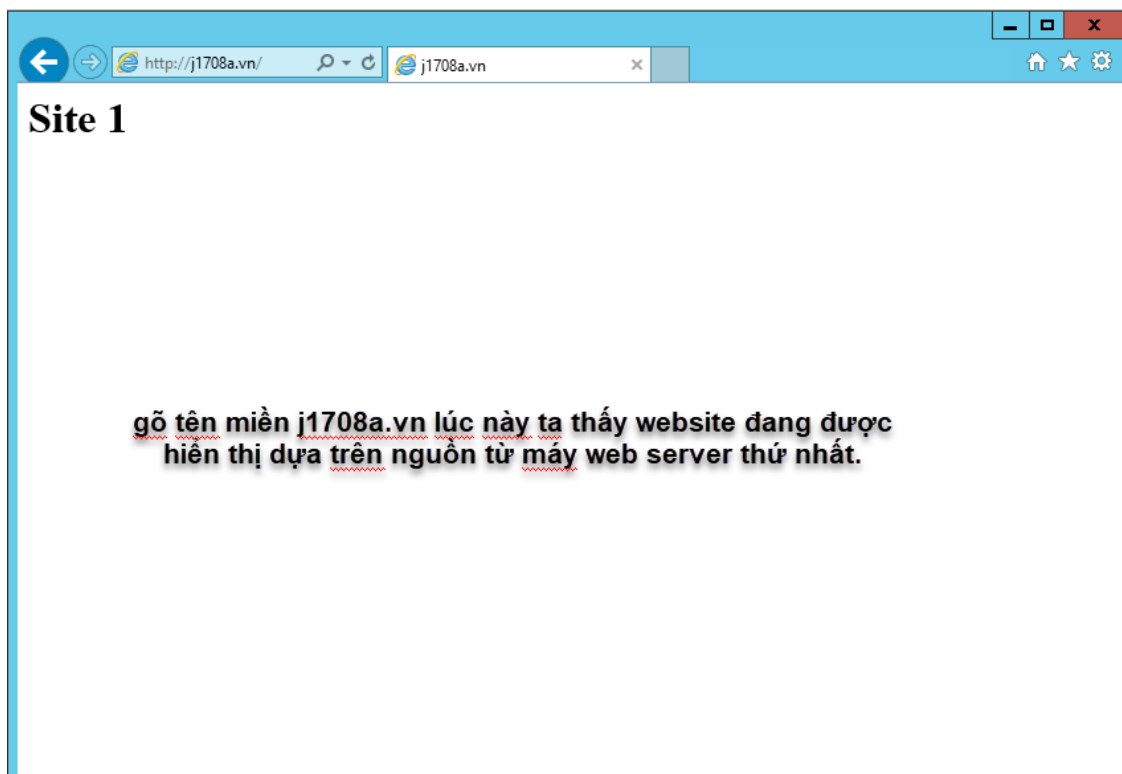 http://j1708a.vn/
j1708a.vn
Site 1
gõ tên miền j1708a.vn lúc này ta thấy website đang được
hiển thị dựa trên nguồn từ máy web server thứ nhất.